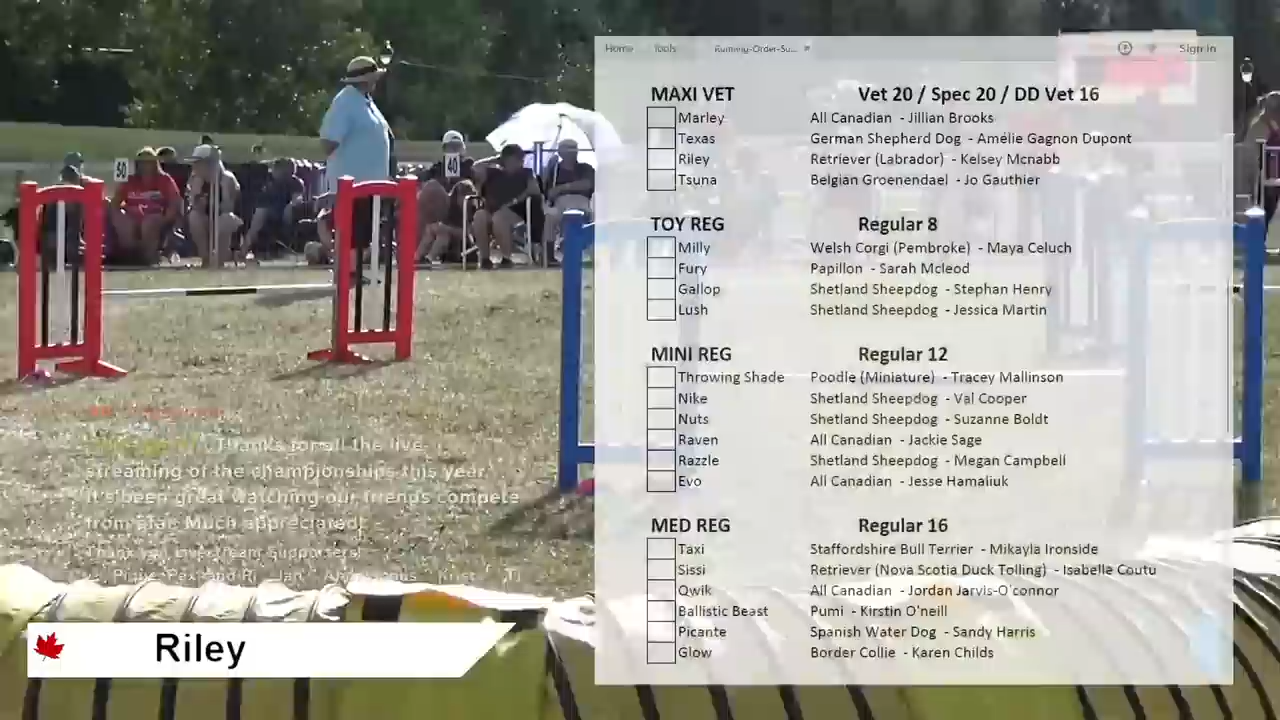 Home Tools Running-Order-Su... × Sign In
MAXI VET Vet 20 / Spec 20 / DD Vet 16
Marley All Canadian - Jillian Brooks
Texas German Shepherd Dog - Amélie Gagnon Dupont
Riley Retriever (Labrador) - Kelsey Mcnabb
Tsuna Belgian Groenendael - Jo Gauthier
TOY REG Regular 8
Milly Welsh Corgi (Pembroke) - Maya Celuch
Fury Papillon - Sarah Mcleod
Gallop Shetland Sheepdog - Stephan Henry
Lush Shetland Sheepdog - Jessica Martin
MINI REG Regular 12
Throwing Shade Poodle (Miniature) - Tracey Mallinson
Nike Shetland Sheepdog - Val Cooper
Nuts Shetland Sheepdog - Suzanne Boldt
Raven All Canadian - Jackie Sage
Razzle Shetland Sheepdog - Megan Campbell
Evo All Canadian - Jesse Hamaliuk
MED REG Regular 16
Taxi Staffordshire Bull Terrier - Mikayla Ironside
Sissi Retriever (Nova Scotia Duck Tolling) - Isabelle Coutu
Qwik All Canadian - Jordan Jarvis-O'connor
Ballistic Beast Pumi - Kirstin O'neill
Picante Spanish Water Dog - Sandy Harris
Glow Border Collie - Karen Childs
50
40
Thanks for all the live
streaming of the championships this year.
It's been great watching our friends compete
from afar. Much appreciated!
Thank you Livestream Supporters!
Riley